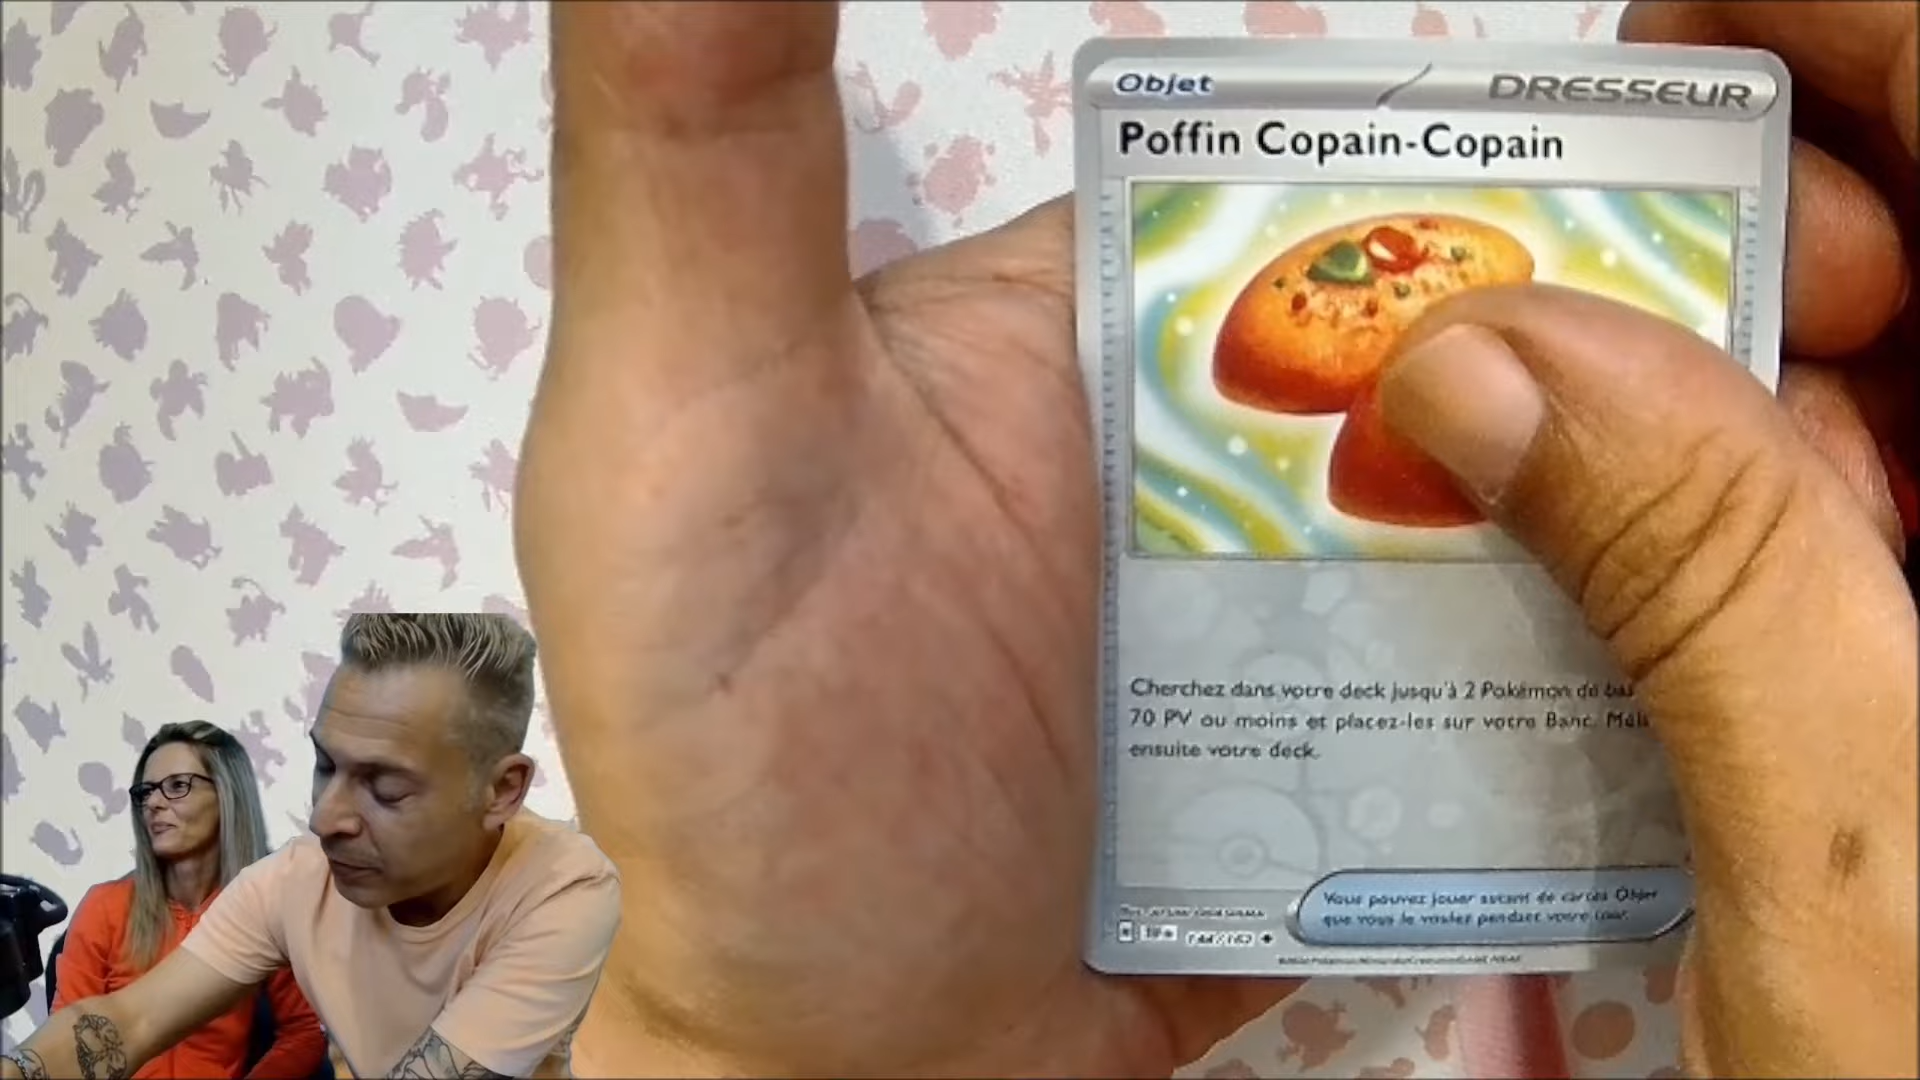 Objet
DRESSEUR
Poffin Copain-Copain
Cherchez dans votre deck jusqu'à 2 Pokémon de bas
70 PV ou moins et placez-les sur votre Banc. Méla
ensuite votre deck.
Vous pouvez jouer autant de cartes Objet
que vous le voulez pendant votre tour.